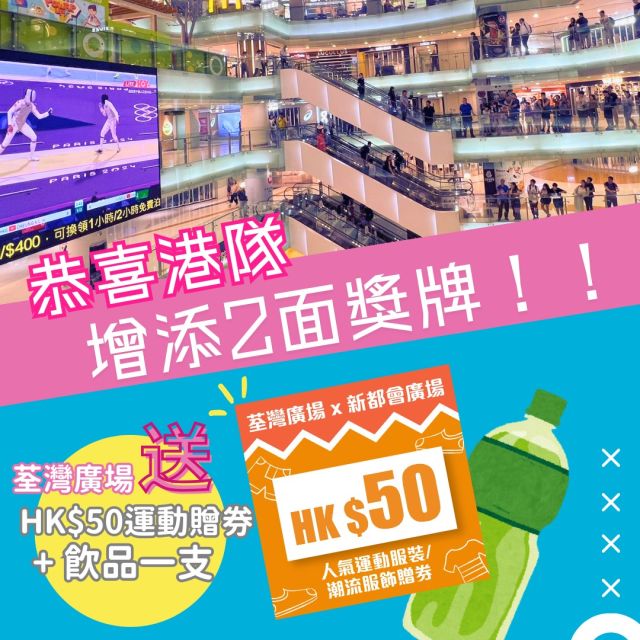 PARIS 2024
/$400，可換領1小時/2小時免費泊
恭喜港隊
增添2面獎牌！！
荃灣廣場 x 新都會廣場
HK $50
人氣運動服裝/
潮流服飾贈券
荃灣廣場送
HK$50運動贈券
+ 飲品一支